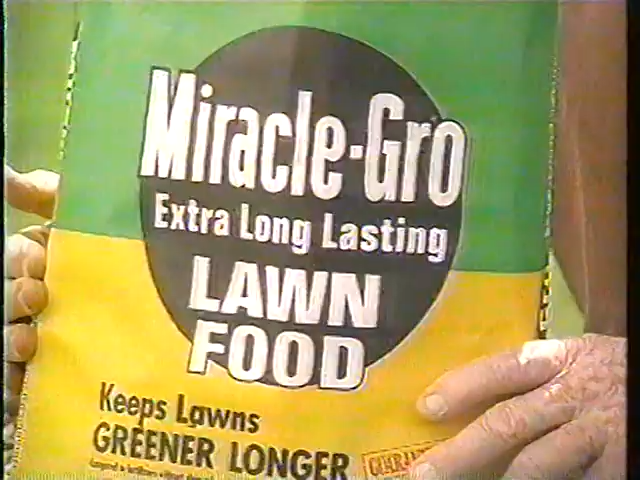 Miracle-Gro
Extra Long Lasting
LAWN
FOOD
Keeps Lawns
GREENER LONGER